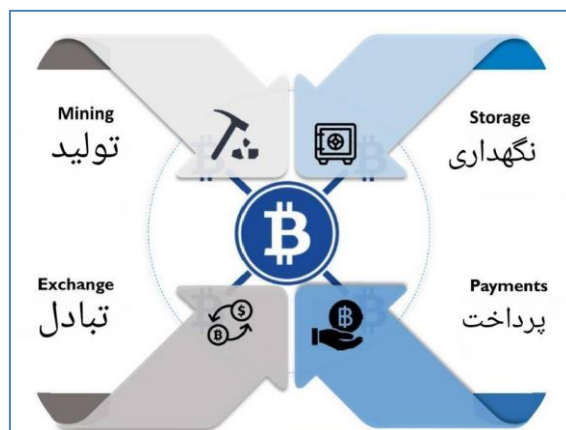 Mining
تولید
Storage
نگهداری
Exchange
تبادل
Payments
پرداخت